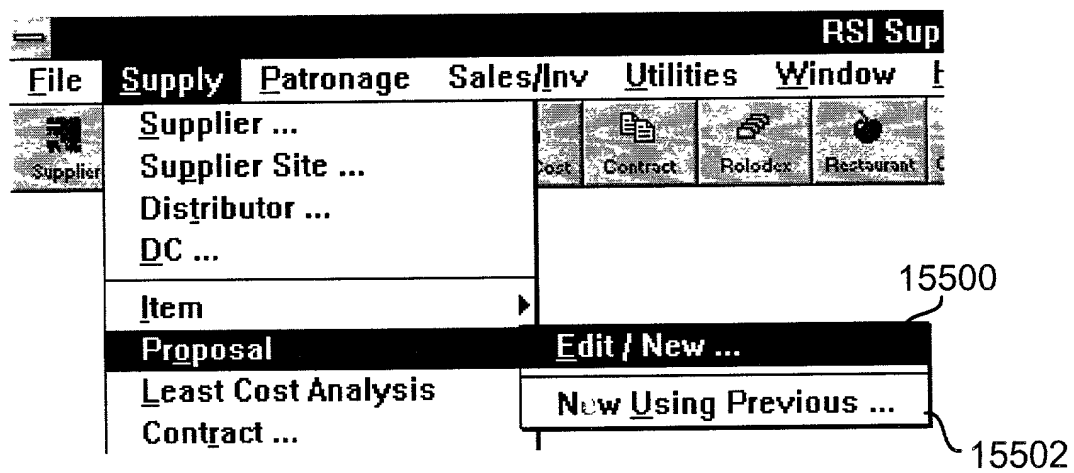 RSI Sup
File Supply Patronage Sales/Inv Utilities Window H
Supplier Cost Contract Rolodex Restaurant C
Supplier ...
Supplier Site ...
Distributor ...
DC ...
Item
Proposal
Least Cost Analysis
Contract ...
Edit / New ...
New Using Previous ...
15500
15502